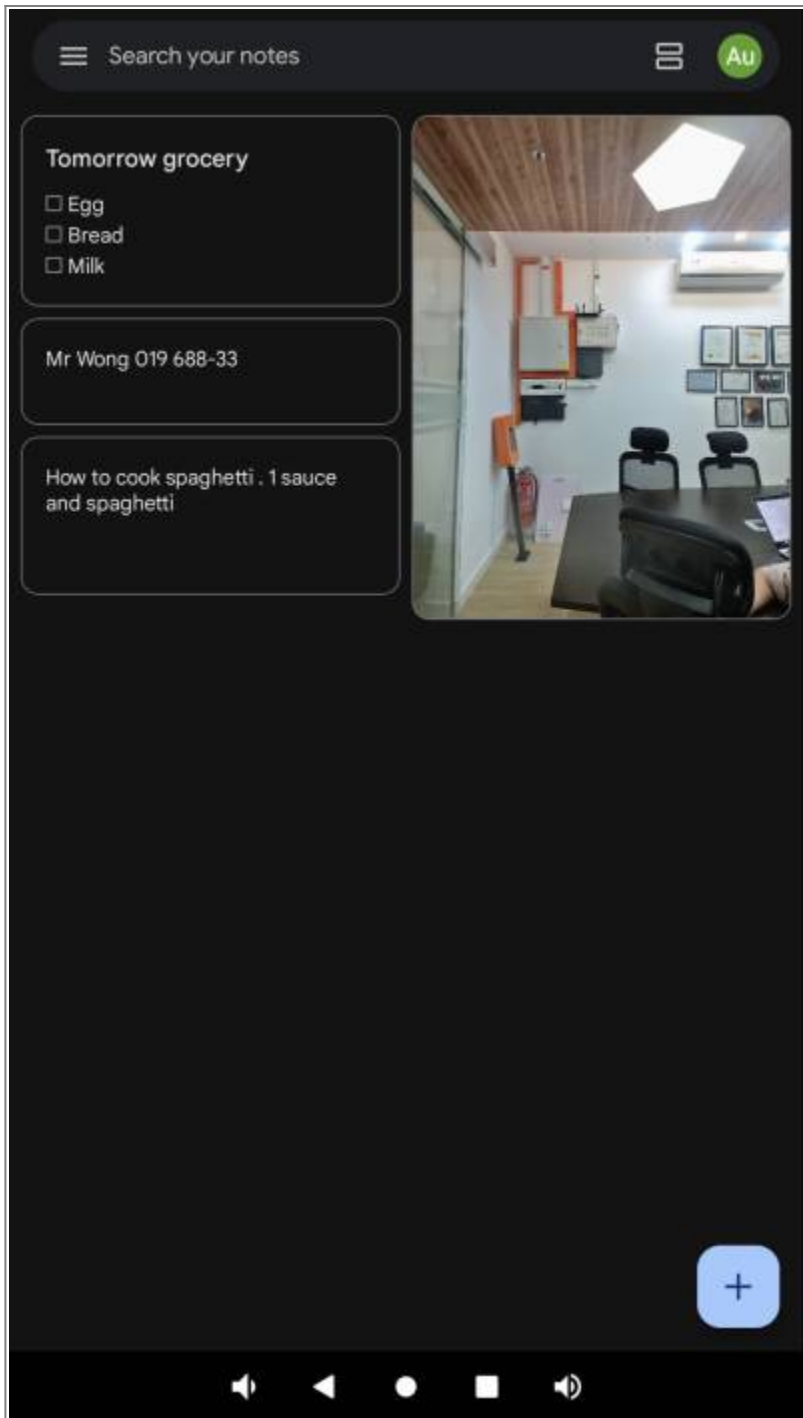 Search your notes
Au
Tomorrow grocery
Egg
Bread
Milk
Mr Wong 019 688-33
How to cook spaghetti . 1 sauce
and spaghetti